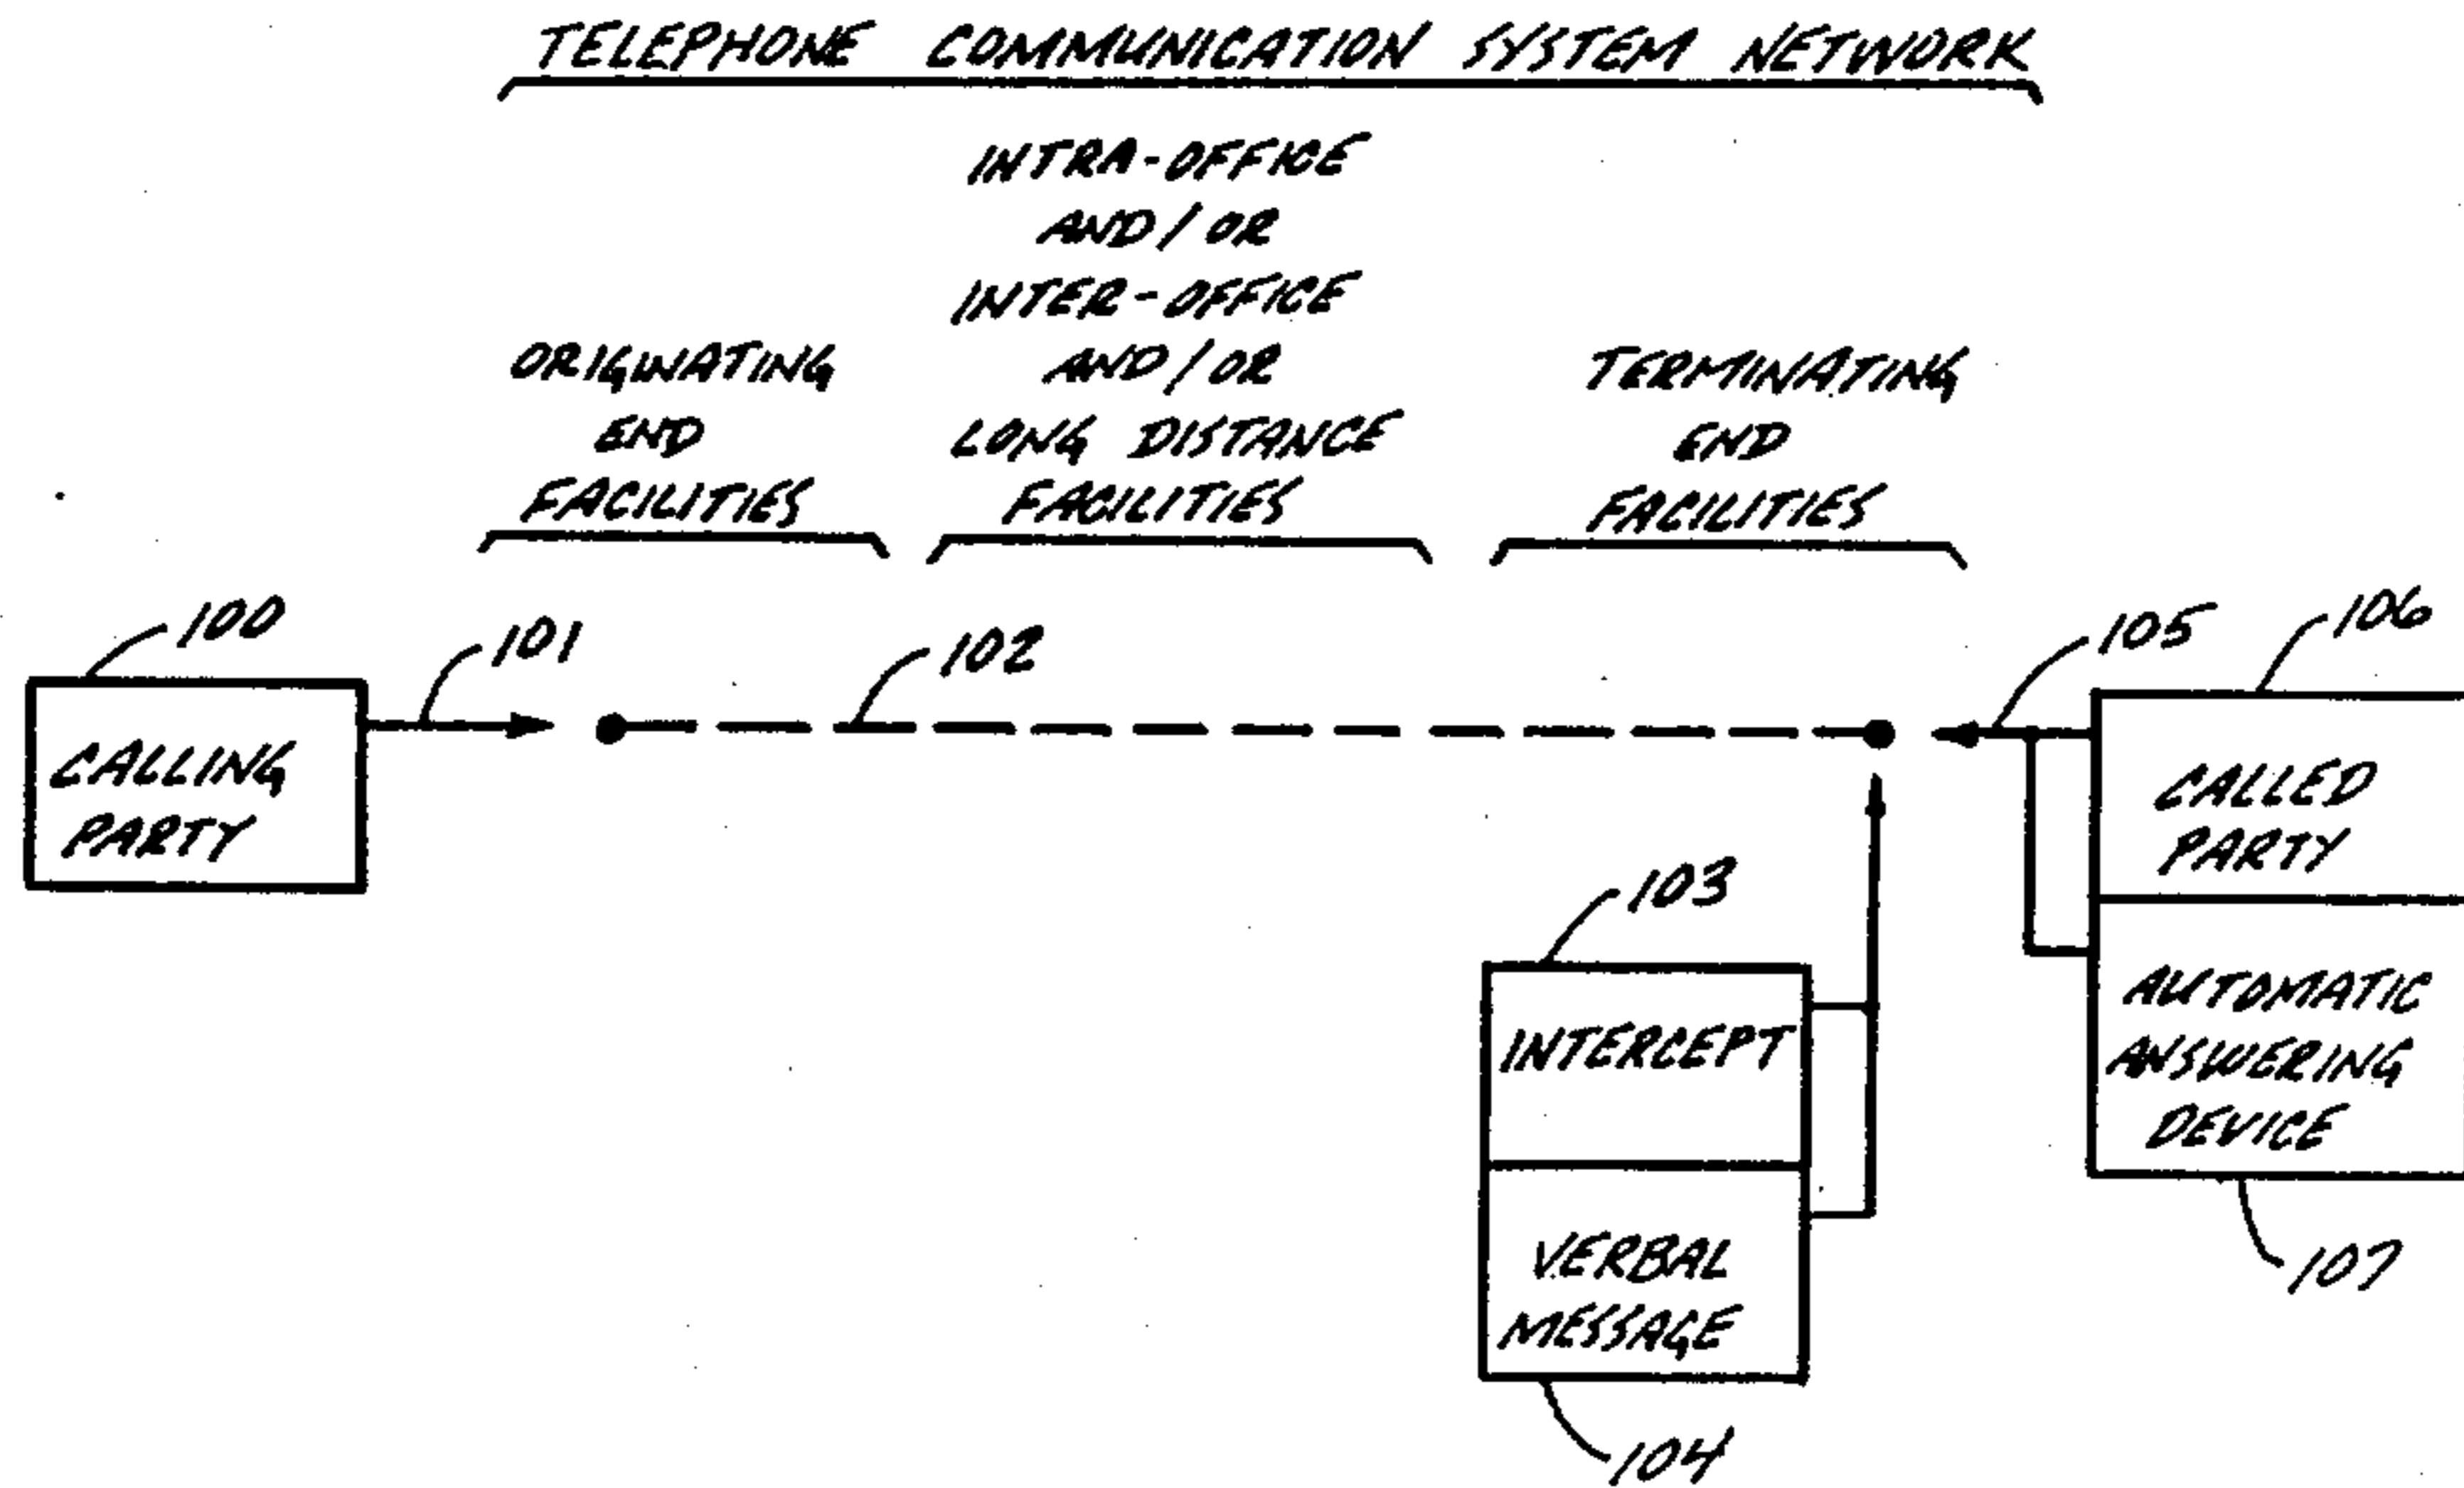 TELEPHONE COMMUNICATION SYSTEM NETWORK
INTRA-OFFICE
AND/OR
INTER-OFFICE
AND/OR
LONG DISTANCE
FACILITIES
ORIGINATING
END
FACILITIES
TERMINATING
END
FACILITIES
100
101
102
105
106
CALLING
PARTY
CALLED
PARTY
103
INTERCEPT
AUTOMATIC
ANSWERING
DEVICE
VERBAL
MESSAGE
107
104